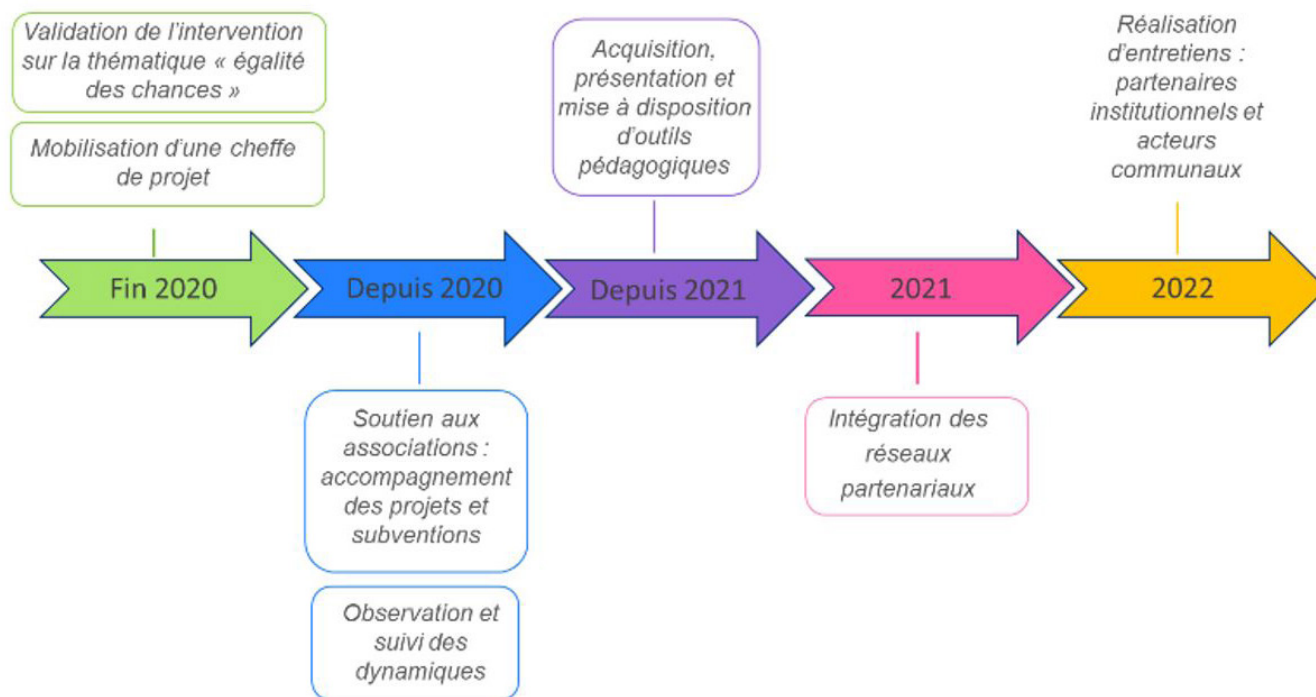 Validation de l'intervention
sur la thématique « égalité
des chances »
Mobilisation d'une cheffe
de projet
Acquisition,
présentation et
mise à disposition
d'outils
pédagogiques
Réalisation
d'entretiens :
partenaires
institutionnels et
acteurs
communaux
Fin 2020
Depuis 2020
Depuis 2021
2021
2022
Soutien aux
associations :
accompagnement
des projets et
subventions
Observation et
suivi des
dynamiques
Intégration des
réseaux
partenariaux